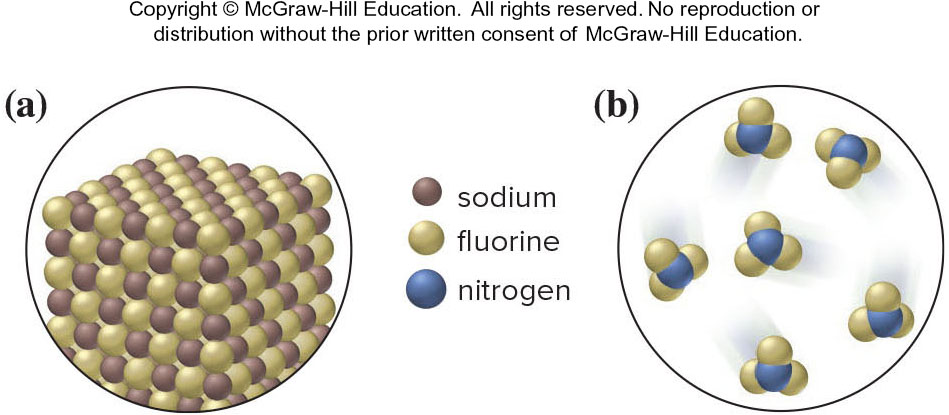 Copyright © McGraw-Hill Education. All rights reserved. No reproduction or
distribution without the prior written consent of McGraw-Hill Education.
(a)
(b)
sodium
fluorine
nitrogen